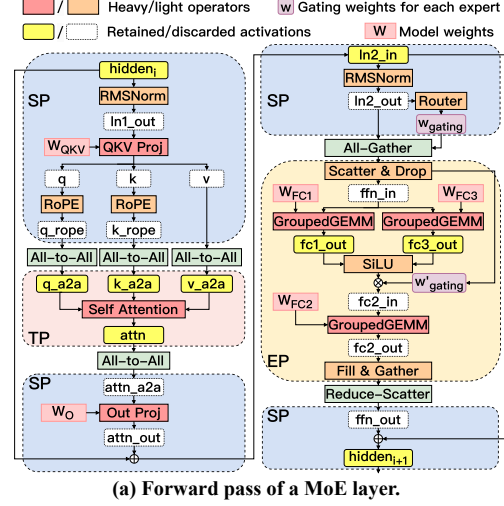 / Heavy/light operators
w Gating weights for each expert
/ Retained/discarded activations
W Model weights
hidden_i
SP
RMSNorm
ln1_out
W_QKV
QKV Proj
q
k
v
RoPE
RoPE
q_rope
k_rope
All-to-All
All-to-All
All-to-All
q_a2a
k_a2a
v_a2a
Self Attention
TP
attn
All-to-All
SP
attn_a2a
W_O
Out Proj
attn_out
ln2_in
RMSNorm
SP
ln2_out
Router
w_gating
All-Gather
Scatter & Drop
W_FC1
ffn_in
W_FC3
GroupedGEMM
GroupedGEMM
fc1_out
fc3_out
SiLU
w'_gating
W_FC2
fc2_in
GroupedGEMM
fc2_out
EP
Fill & Gather
Reduce-Scatter
SP
ffn_out
hidden_i+1
(a) Forward pass of a MoE layer.